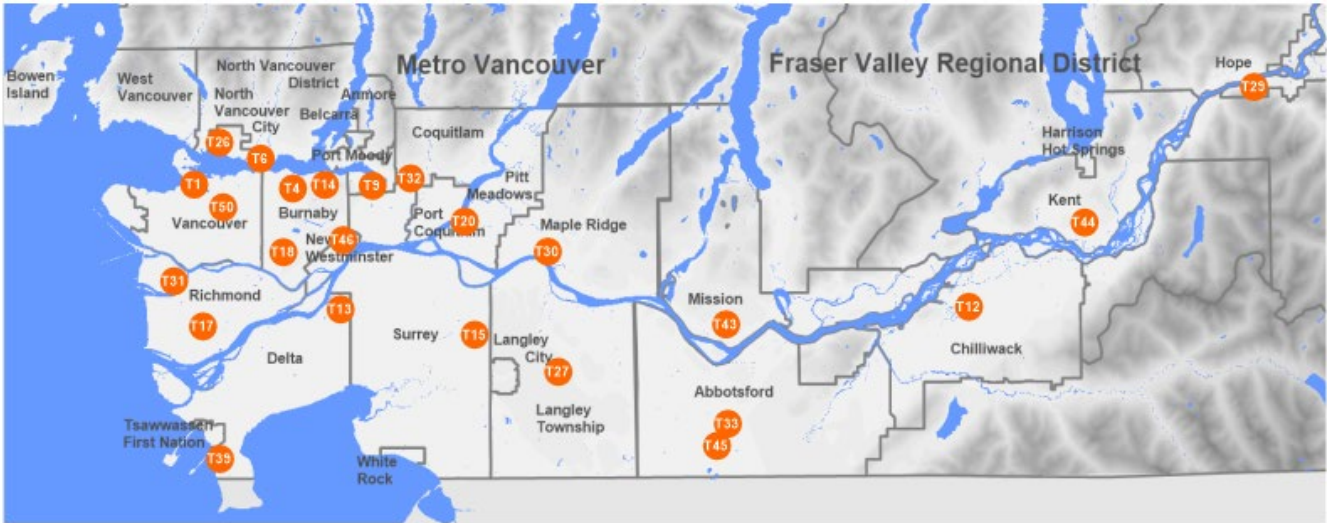 Metro Vancouver
Fraser Valley Regional District
Bowen
Island
West
Vancouver
North Vancouver
District
North
Vancouver
City
Belcarra
Anmore
Coquitlam
Port Moody
Hope
T29
Harrison
Hot Springs
T26
T6
T32
T1
T4
T14
T9
Pitt
Meadows
T50
Vancouver
Burnaby
Port
Coquitlam
T20
Maple Ridge
Kent
T44
T18
New
Westminster
T46
T30
T31
Richmond
T17
T13
Mission
T43
T12
Chilliwack
Delta
Surrey
T15
Langley
City
T27
Abbotsford
Langley
Township
T33
T45
Tsawwassen
First Nation
T39
White
Rock